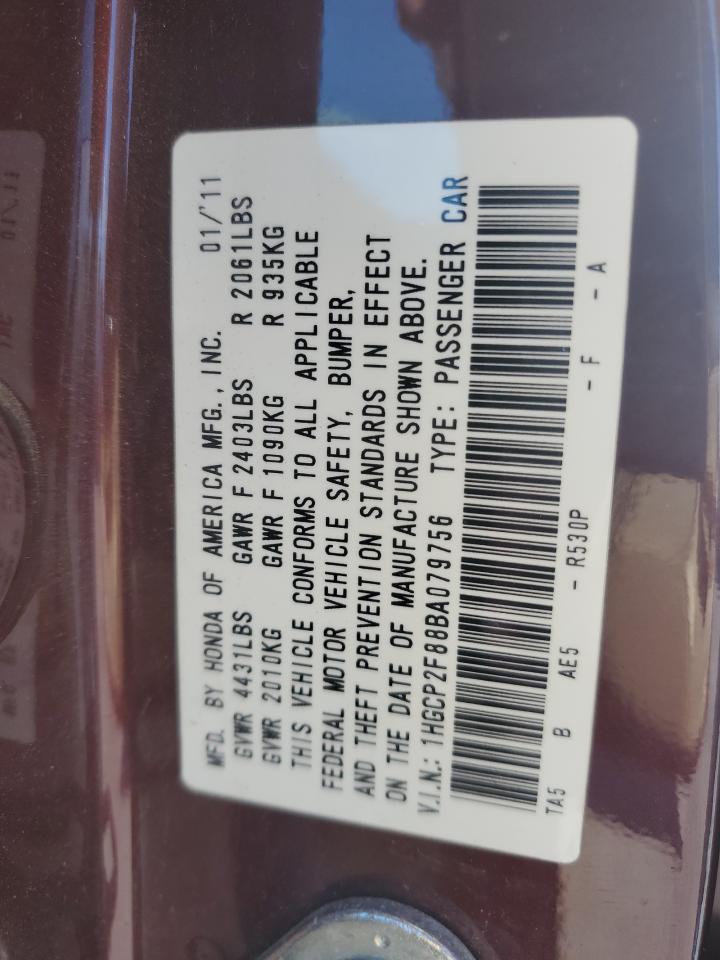 MFD. BY HONDA OF AMERICA MFG., INC. 01/'11
GVWR 4431LBS GAWR F 2403LBS R 2061LBS
GVWR 2010KG GAWR F 1090KG R 935KG
THIS VEHICLE CONFORMS TO ALL APPLICABLE
FEDERAL MOTOR VEHICLE SAFETY, BUMPER,
AND THEFT PREVENTION STANDARDS IN EFFECT
ON THE DATE OF MANUFACTURE SHOWN ABOVE.
V.I.N.: 1HGCP2F88BA079756 TYPE: PASSENGER CAR
TA5 B AE5 - R530P - F - A